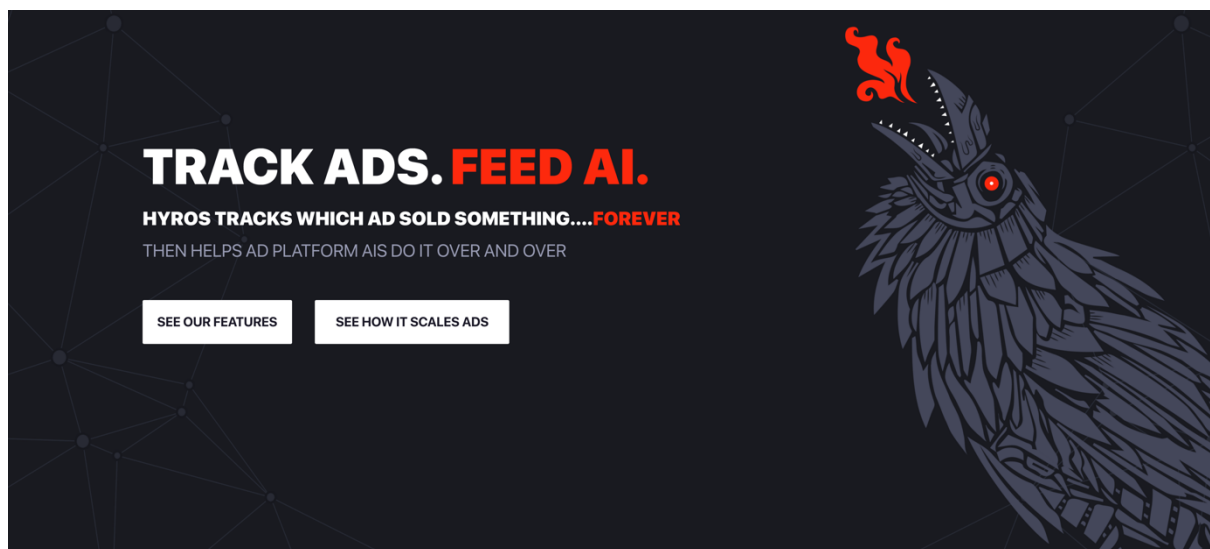 TRACK ADS. FEED AI.
HYROS TRACKS WHICH AD SOLD SOMETHING....FOREVER
THEN HELPS AD PLATFORM AIS DO IT OVER AND OVER
SEE OUR FEATURES
SEE HOW IT SCALES ADS